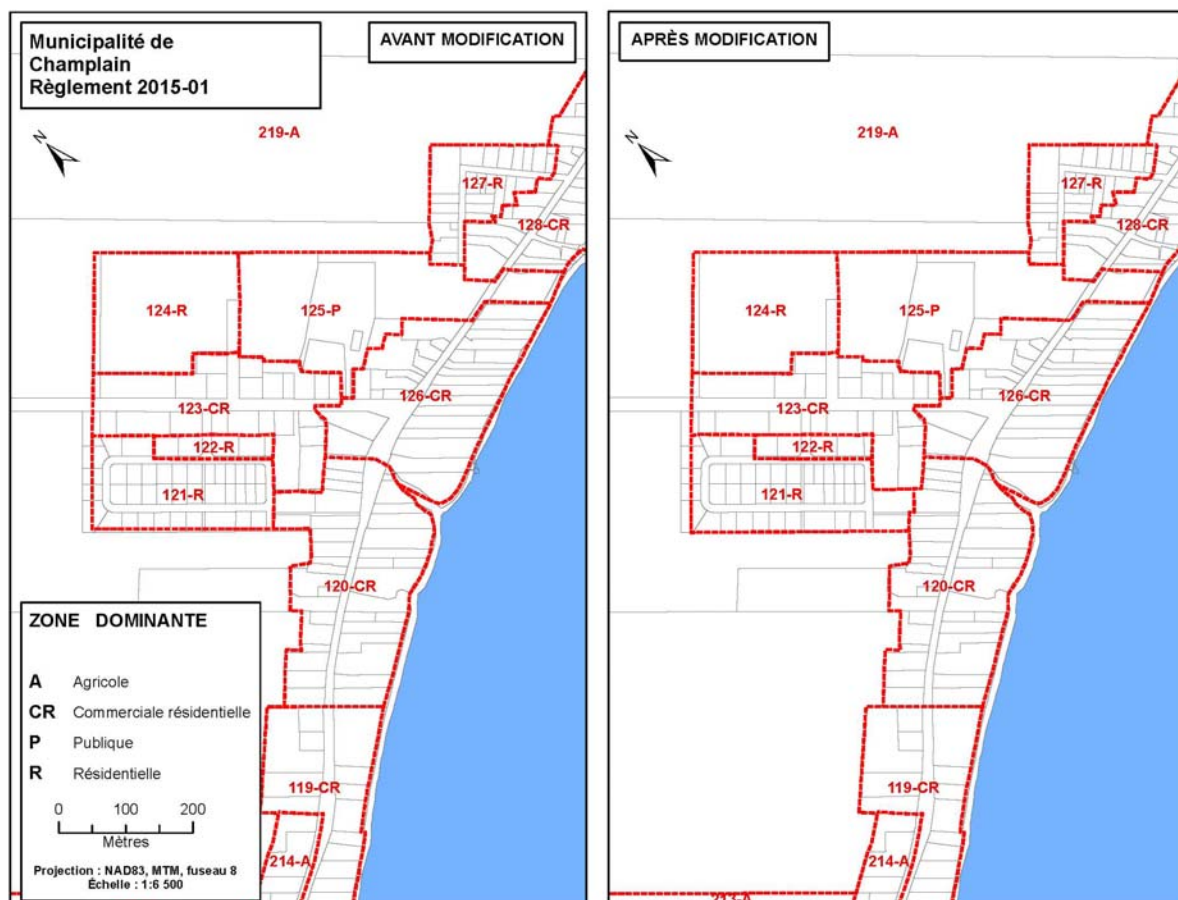 Municipalité de
Champlain
Règlement 2015-01
AVANT MODIFICATION
N
219-A
127-R
128-CR
124-R
125-P
126-CR
123-CR
122-R
121-R
120-CR
119-CR
214-A
ZONE DOMINANTE
A Agricole
CR Commerciale résidentielle
P Publique
R Résidentielle
0 100 200
Mètres
Projection : NAD83, MTM, fuseau 8
Échelle : 1:6 500
APRÈS MODIFICATION
N
219-A
127-R
128-CR
124-R
125-P
126-CR
123-CR
122-R
121-R
120-CR
119-CR
214-A